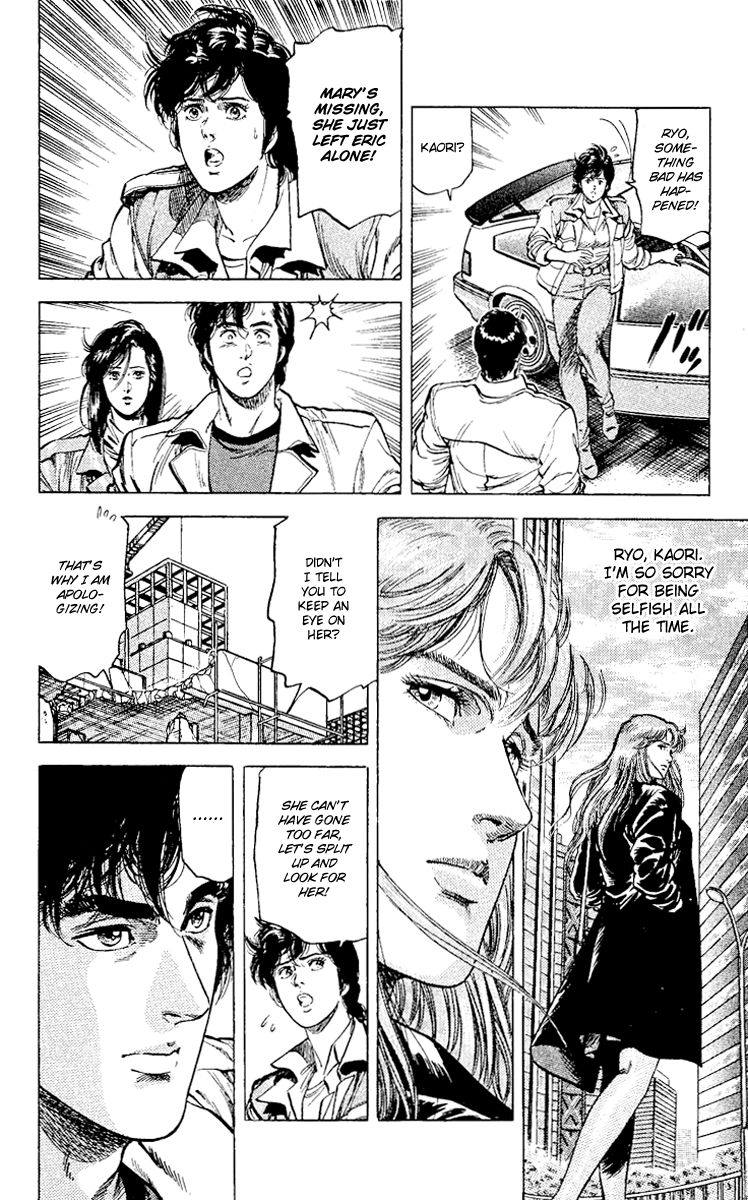 RYO,
SOME-
THING
BAD HAS
HAP-
PENED!
KAORI?
MARY'S
MISSING,
SHE JUST
LEFT ERIC
ALONE!
RYO, KAORI.
I'M SO SORRY
FOR BEING
SELFISH ALL
THE TIME.
DIDN'T
I TELL
YOU TO
KEEP AN
EYE ON
HER?
THAT'S
WHY I AM
APOLO-
GIZING!
SHE CAN'T
HAVE GONE
TOO FAR,
LET'S SPLIT
UP AND
LOOK FOR
HER!
......